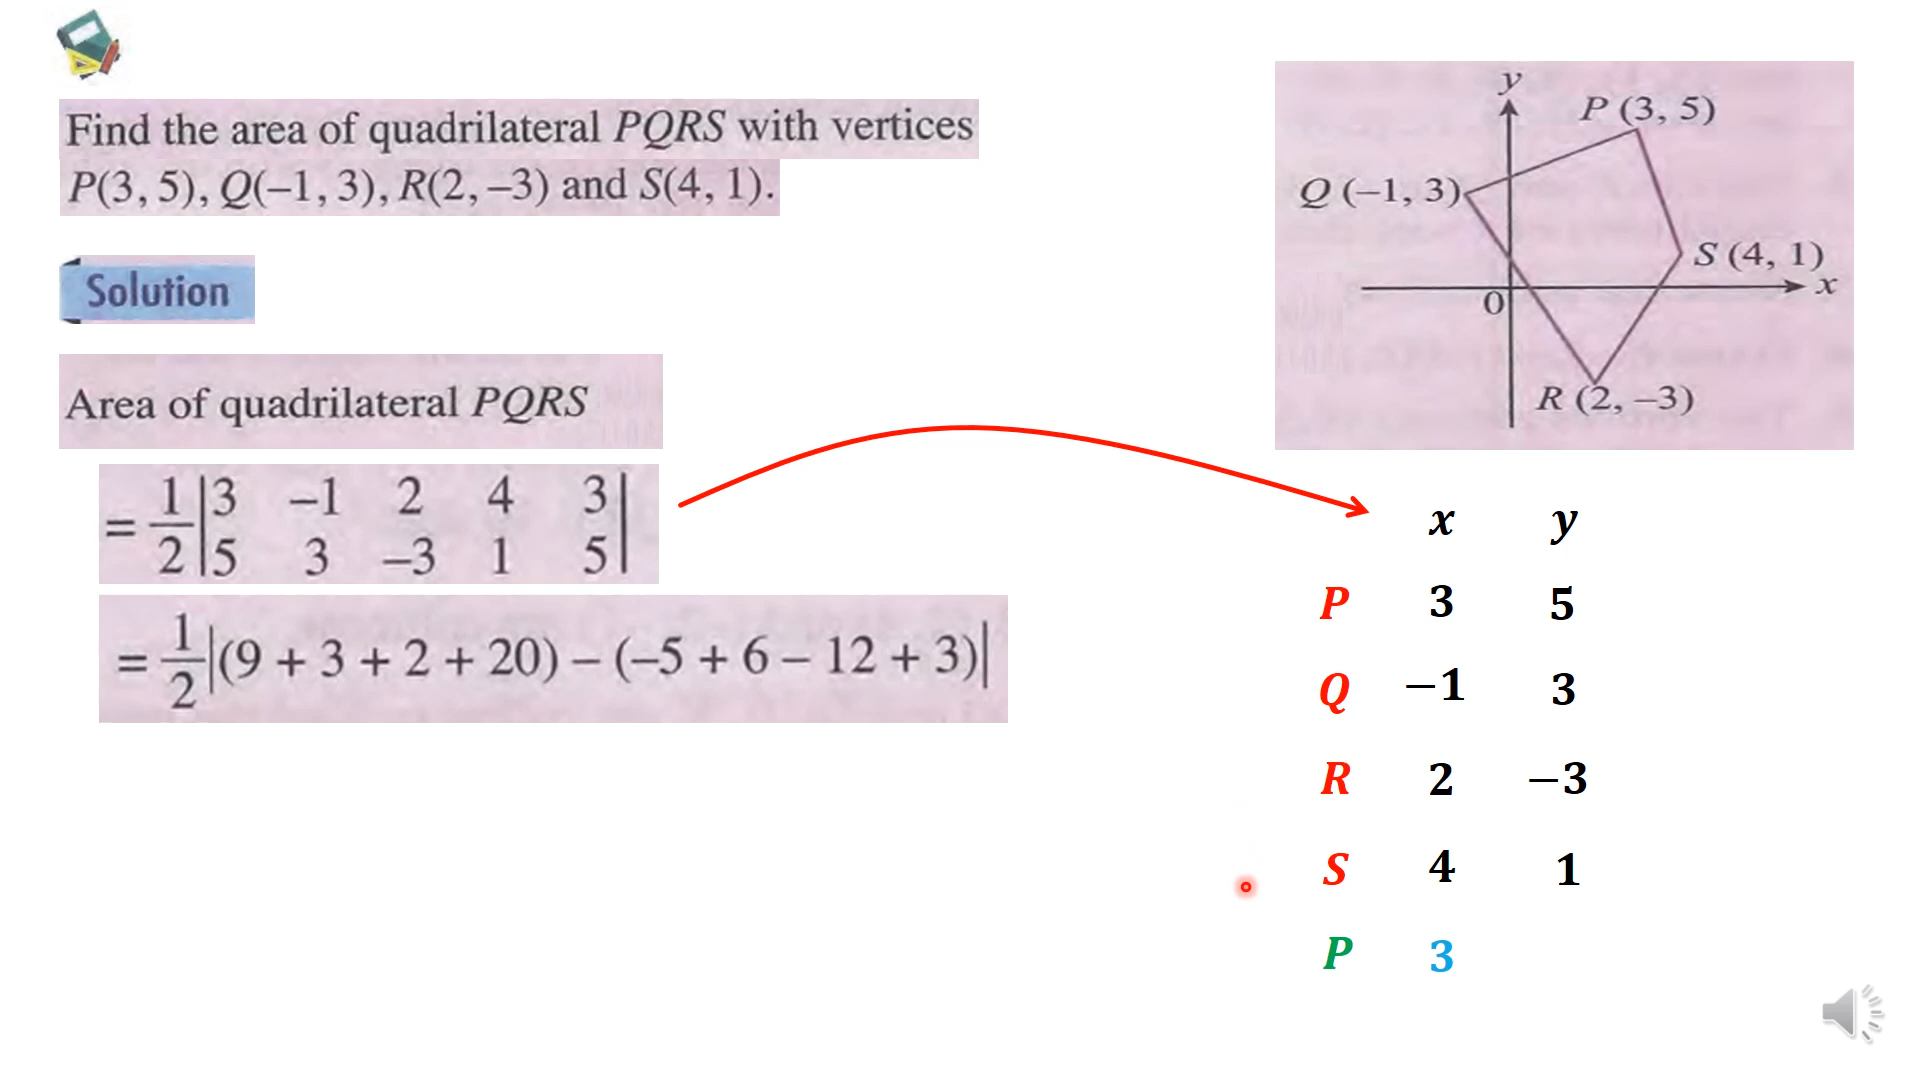 Find the area of quadrilateral PQRS with vertices
P(3, 5), Q(–1, 3), R(2, –3) and S(4, 1).
Solution
Area of quadrilateral PQRS
= 1/2 |3 –1 2 4 3|
|5 3 –3 1 5|
= 1/2 |(9 + 3 + 2 + 20) – (–5 + 6 – 12 + 3)|
y
P (3, 5)
Q (–1, 3)
S (4, 1)
x
0
R (2, –3)
x y
P 3 5
Q −1 3
R 2 −3
S 4 1
P 3